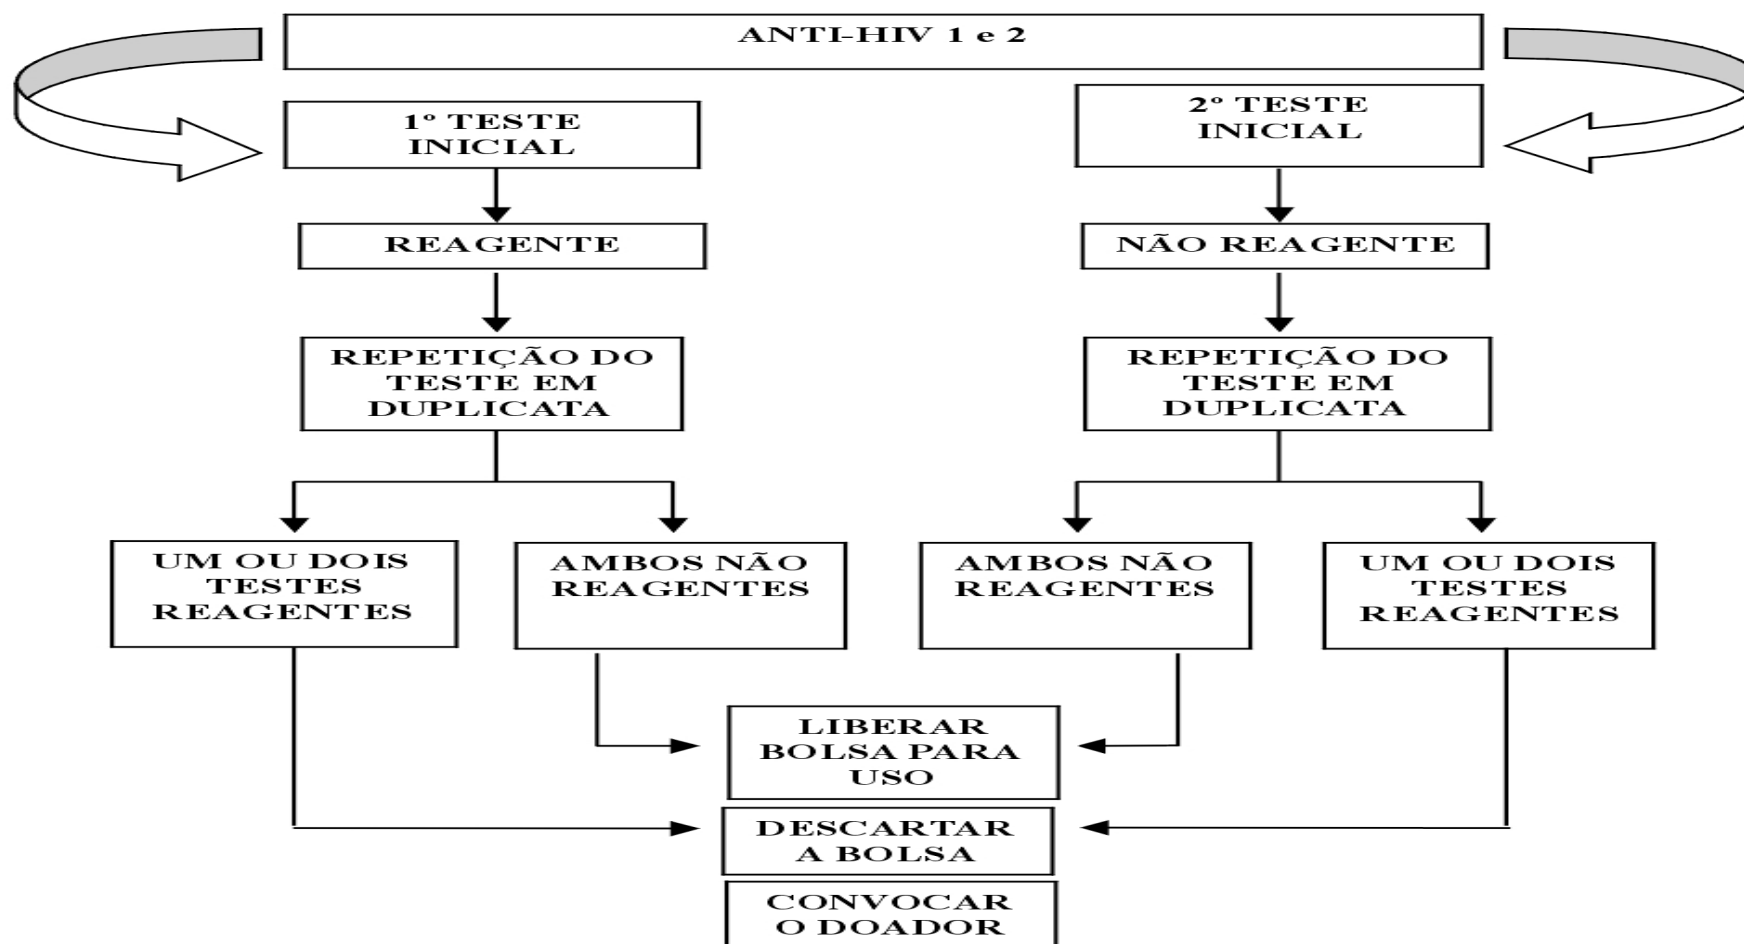 ANTI-HIV 1 e 2
1º TESTE
INICIAL
2º TESTE
INICIAL
REAGENTE
NÃO REAGENTE
REPETIÇÃO DO
TESTE EM
DUPLICATA
REPETIÇÃO DO
TESTE EM
DUPLICATA
UM OU DOIS
TESTES
REAGENTES
AMBOS NÃO
REAGENTES
AMBOS NÃO
REAGENTES
UM OU DOIS
TESTES
REAGENTES
LIBERAR
BOLSA PARA
USO
DESCARTAR
A BOLSA
CONVOCAR
O DOADOR